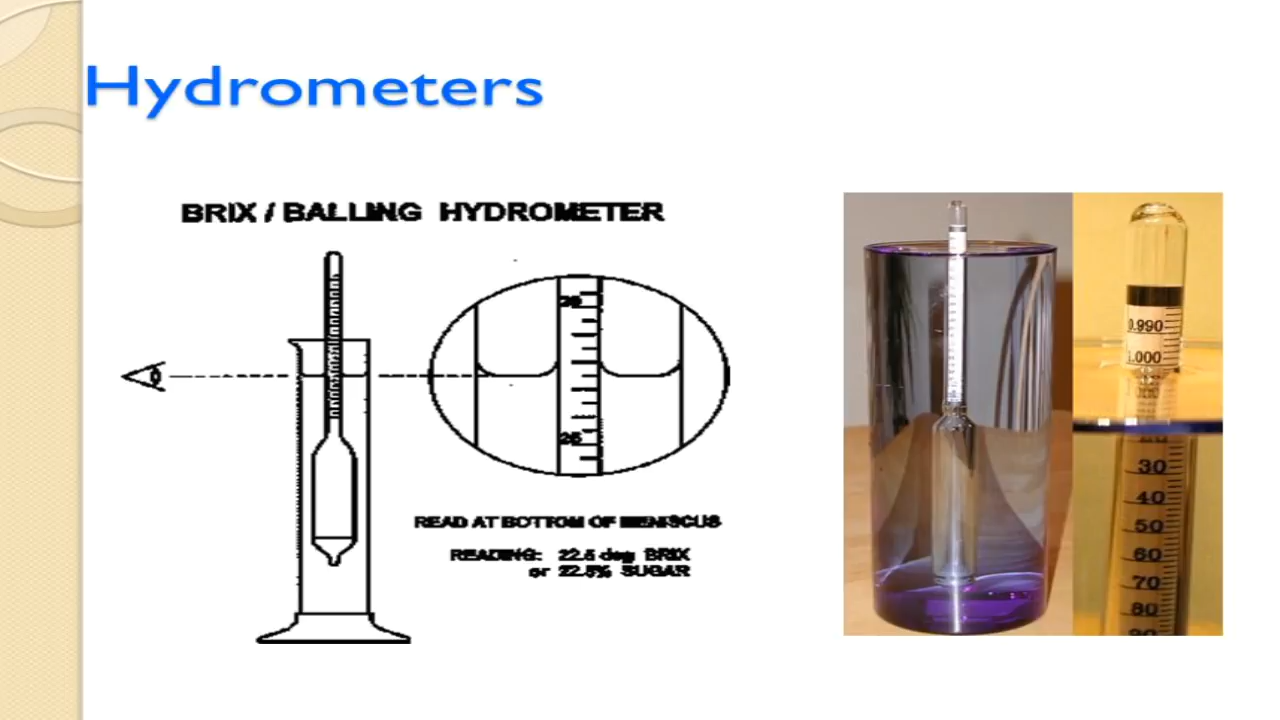 Hydrometers
BRIX / BALLING HYDROMETER
25
READ AT BOTTOM OF MENISCUS
READING: 22.5 deg BRIX
or 22.5% SUGAR
0.990
1.000
30
40
50
60
70
80